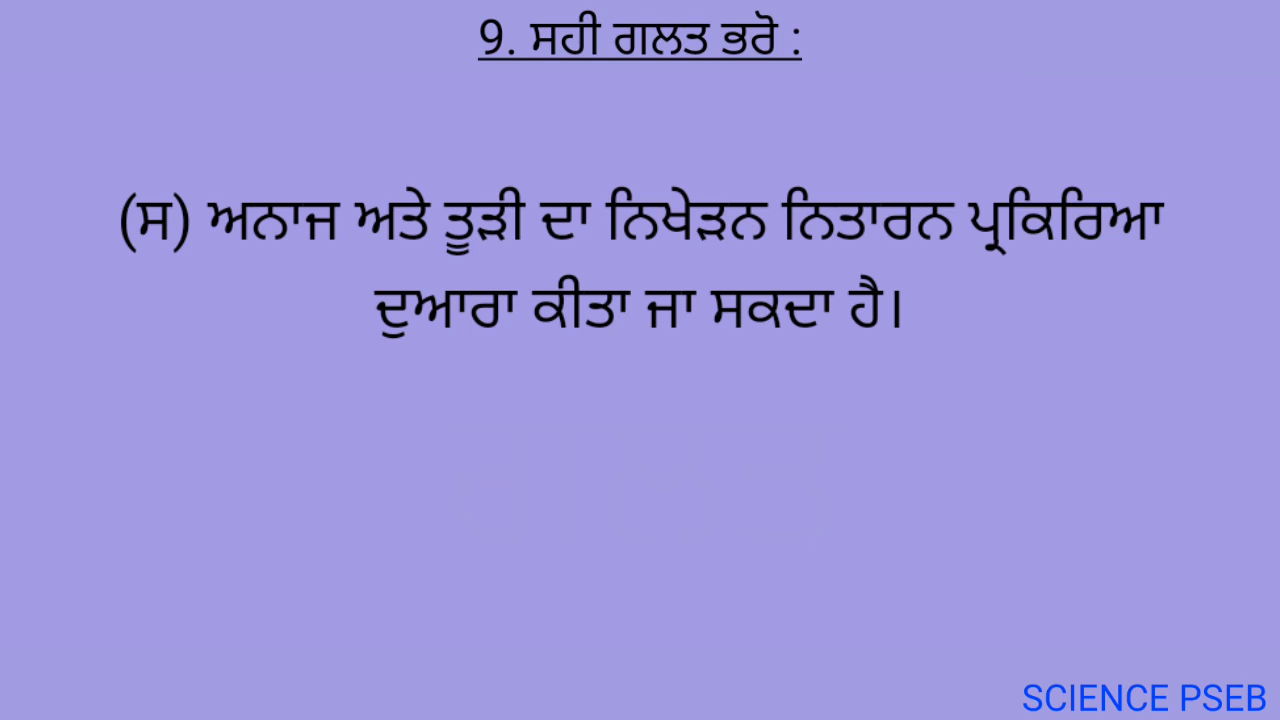 9. ਸਹੀ ਗਲਤ ਭਰੋ :
(ਸ) ਅਨਾਜ ਅਤੇ ਤੂੜੀ ਦਾ ਨਿਖੇੜਨ ਨਿਤਾਰਨ ਪ੍ਰਕਿਰਿਆ
ਦੁਆਰਾ ਕੀਤਾ ਜਾ ਸਕਦਾ ਹੈ।
SCIENCE PSEB